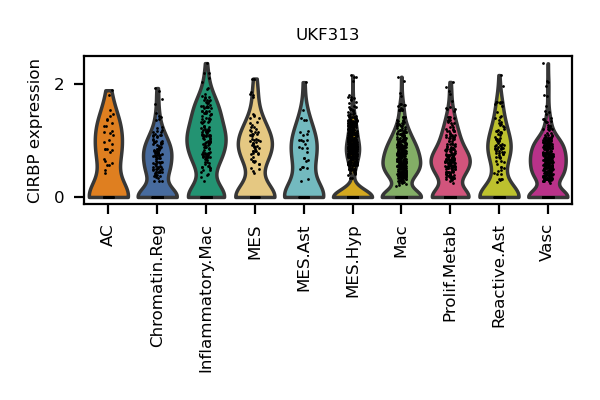 UKF313
CIRBP expression
2
0
AC
Chromatin.Reg
Inflammatory.Mac
MES
MES.Ast
MES.Hyp
Mac
Prolif.Metab
Reactive.Ast
Vasc